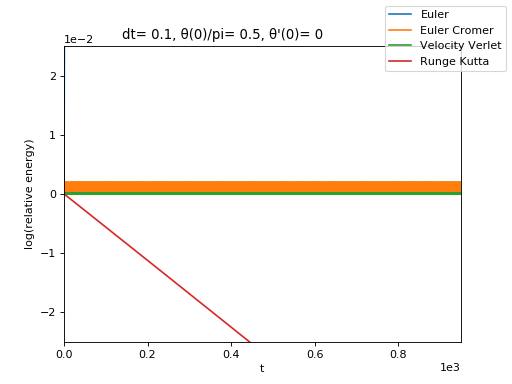 dt= 0.1, θ(0)/pi= 0.5, θ'(0)= 0
Euler
Euler Cromer
Velocity Verlet
Runge Kutta
1e−2
2
1
0
−1
−2
log(relative energy)
0.0 0.2 0.4 0.6 0.8
t
1e3